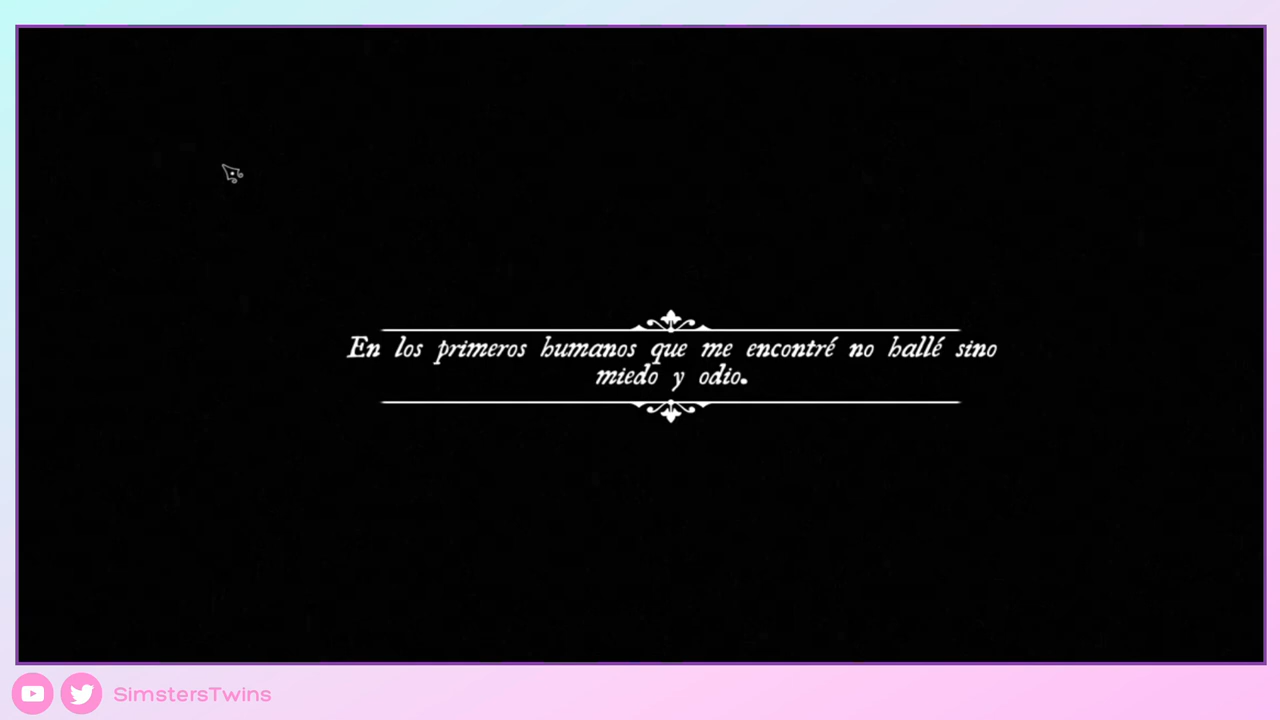 En los primeros humanos que me encontré no hallé sino
miedo y odio.
SimstersTwins